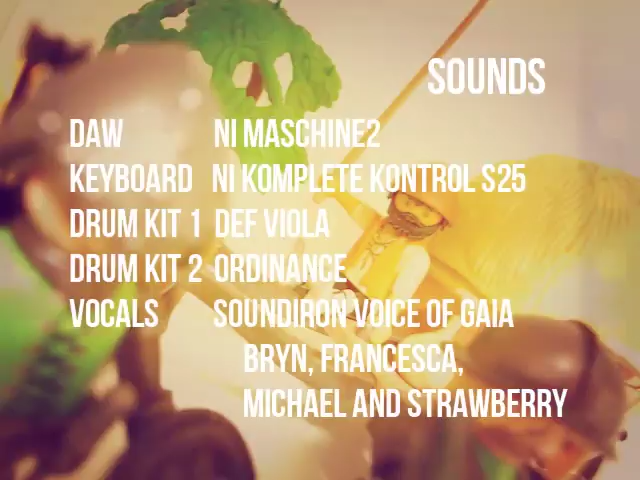 SOUNDS
DAW NI MASCHINE2
KEYBOARD NI KOMPLETE KONTROL S25
DRUM KIT 1 DEF VIOLA
DRUM KIT 2 ORDINANCE
VOCALS SOUNDIRON VOICE OF GAIA
BRYN, FRANCESCA,
MICHAEL AND STRAWBERRY